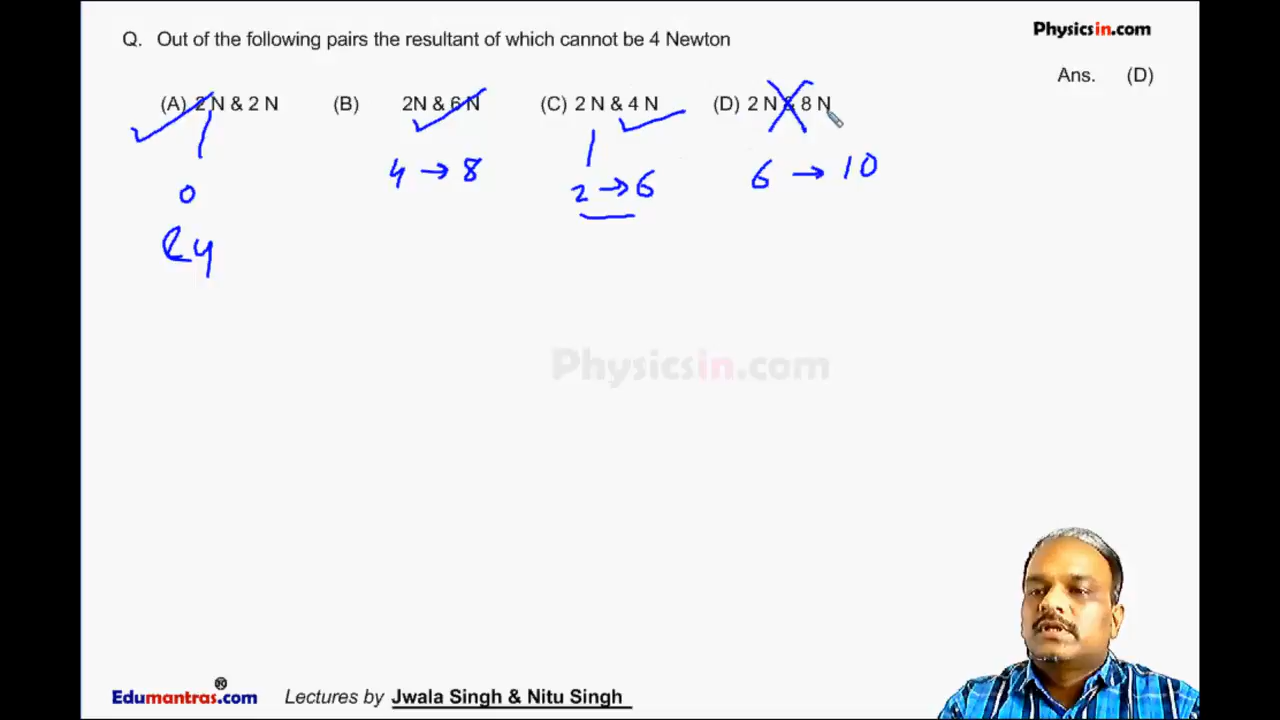 Physicsin.com
Q. Out of the following pairs the resultant of which cannot be 4 Newton
Ans. (D)
(A) 2 N & 2 N (B) 2N & 6 N (C) 2 N & 4 N (D) 2 N & 8 N
0
& 4
4 → 8
2 → 6
6 → 10
Physicsin.com
Edumantras.com® Lectures by Jwala Singh & Nitu Singh